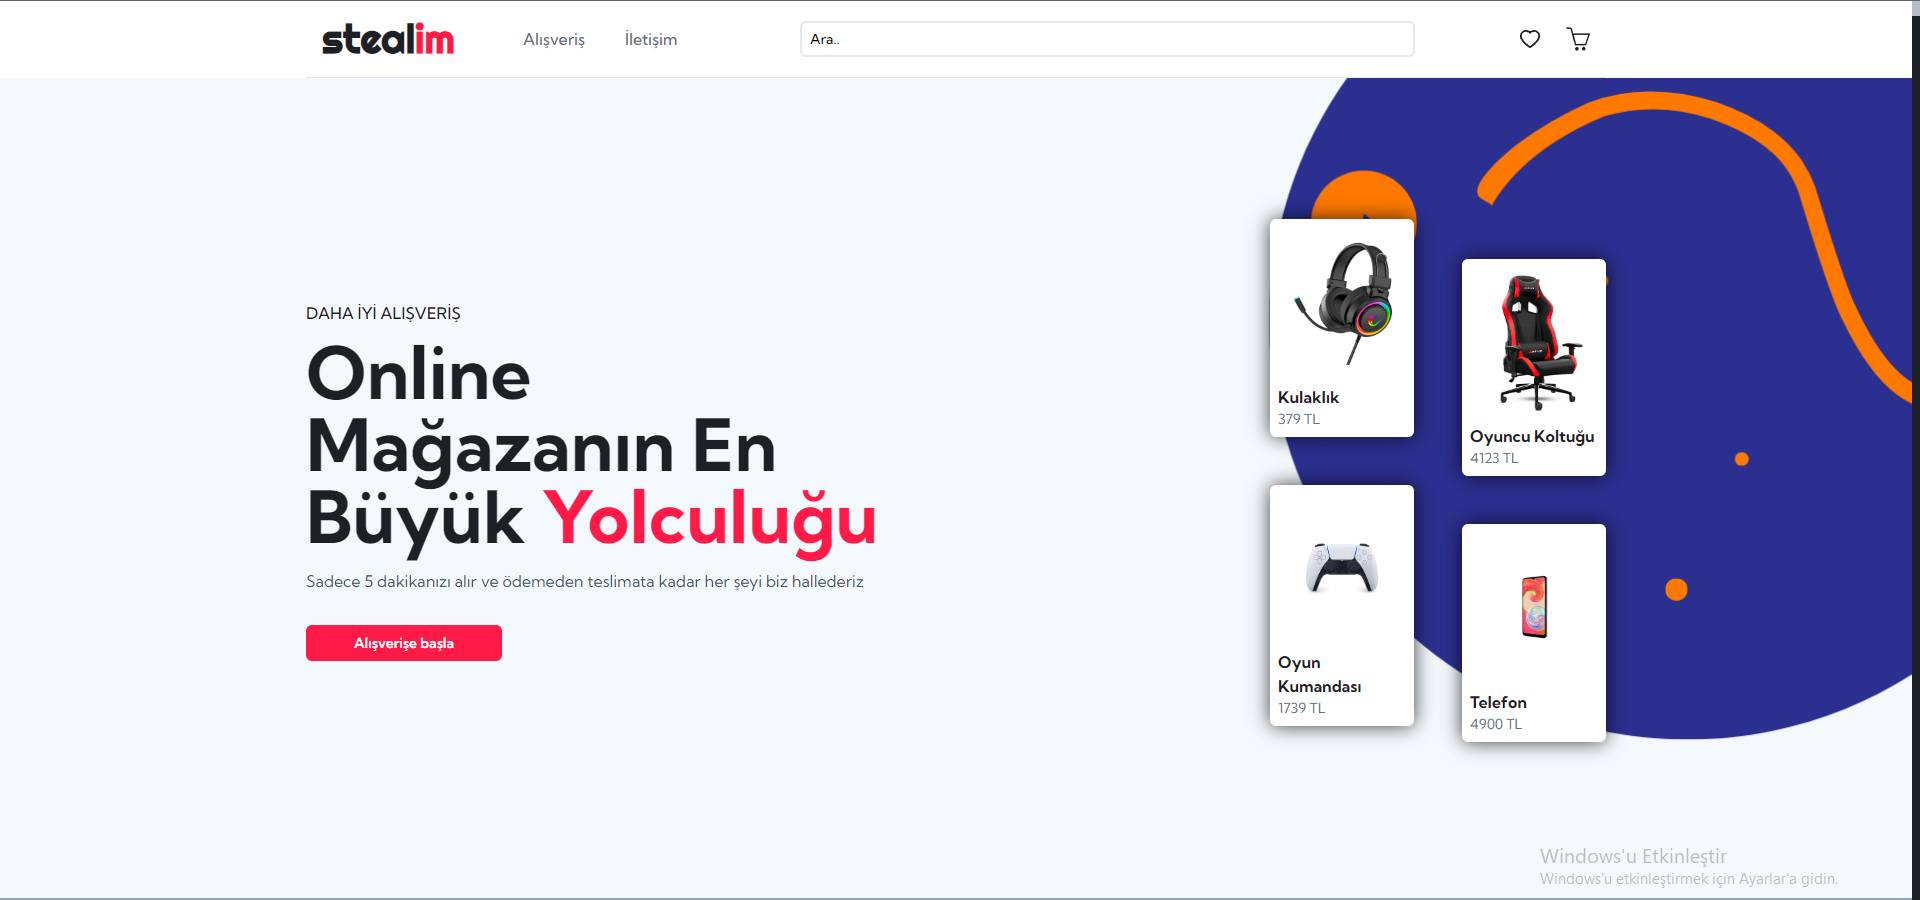 stealim
Alışveriş
İletişim
Ara..
DAHA İYİ ALIŞVERİŞ
Online
Mağazanın En
Büyük Yolculuğu
Sadece 5 dakikanızı alır ve ödemeden teslimata kadar her şeyi biz hallederiz
Alışverişe başla
Kulaklık
379 TL
Oyuncu Koltuğu
4123 TL
Oyun
Kumandası
1739 TL
Telefon
4900 TL
Windows'u Etkinleştir
Windows'u etkinleştirmek için Ayarlar'a gidin.